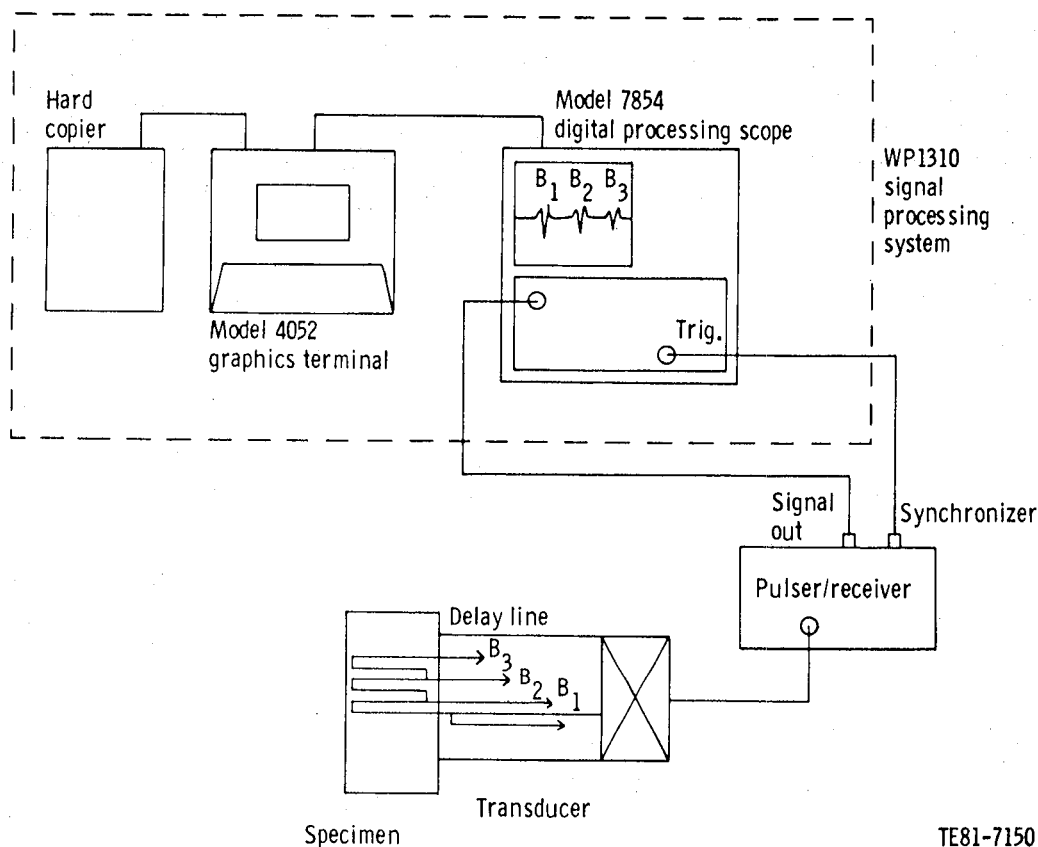 Hard
copier
Model 7854
digital processing scope
B1 B2 B3
WP1310
signal
processing
system
Trig.
Model 4052
graphics terminal
Signal
out
Synchronizer
Pulser/receiver
Delay line
B3
B2
B1
Transducer
Specimen
TE81-7150